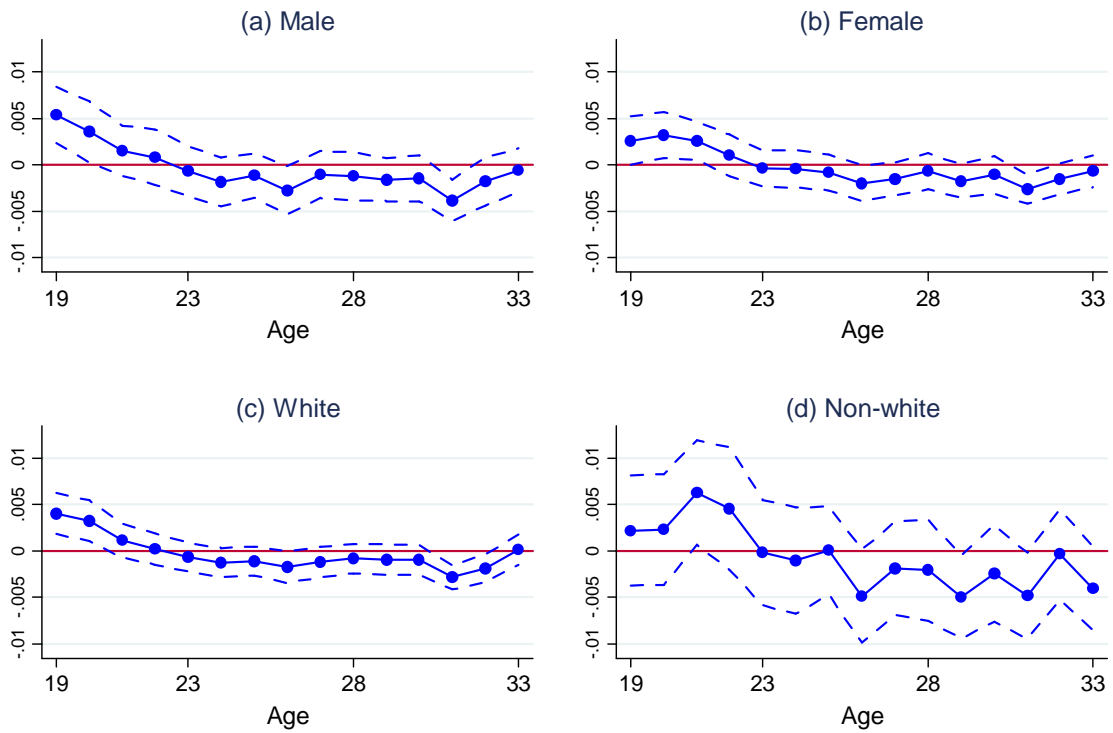 (a) Male
.01
.005
0
-.005
-.01
19 23 28 33
Age
(b) Female
.01
.005
0
-.005
-.01
19 23 28 33
Age
(c) White
.01
.005
0
-.005
-.01
19 23 28 33
Age
(d) Non-white
.01
.005
0
-.005
-.01
19 23 28 33
Age